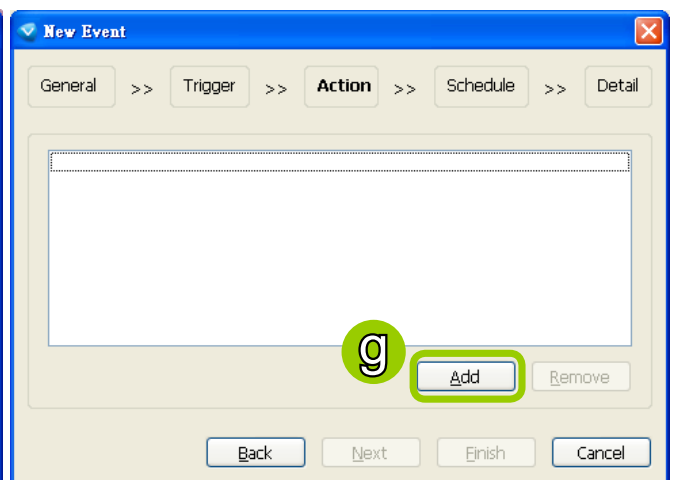 New Event
General >> Trigger >> Action >> Schedule >> Detail
g
Add Remove
Back Next Finish Cancel